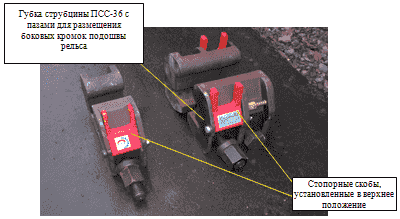 Губка струбцины ПСС-36 с
пазами для размещения
боковых кромок подошвы
рельса
Стопорные скобы,
установленные в верхнее
положение